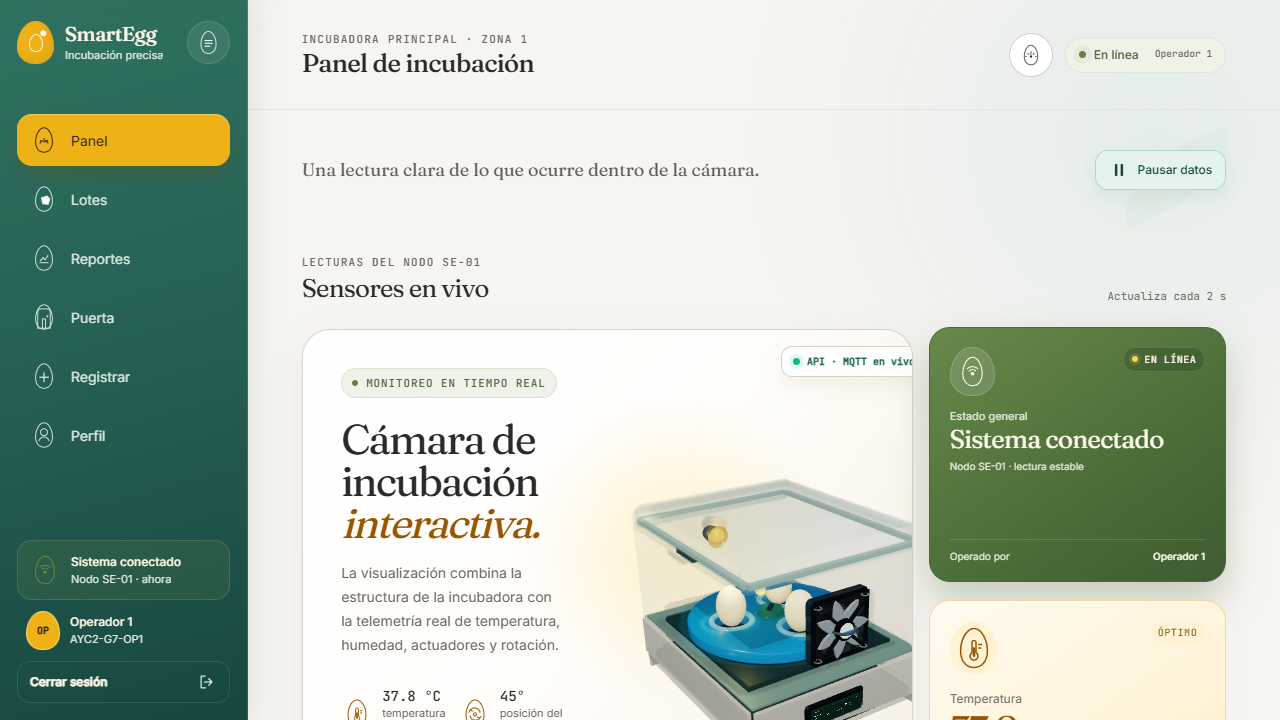 SmartEgg
Incubación precisa
Panel
Lotes
Reportes
Puerta
Registrar
Perfil
Sistema conectado
Nodo SE-01 · ahora
OP
Operador 1
AYC2-G7-OP1
Cerrar sesión
INCUBADORA PRINCIPAL · ZONA 1
Panel de incubación
En línea
Operador 1
Una lectura clara de lo que ocurre dentro de la cámara.
Pausar datos
LECTURAS DEL NODO SE-01
Sensores en vivo
Actualiza cada 2 s
MONITOREO EN TIEMPO REAL
API · MQTT en vivo
Cámara de
incubación
interactiva.
La visualización combina la
estructura de la incubadora con
la telemetría real de temperatura,
humedad, actuadores y rotación.
37.8 °C
temperatura
45°
posición del
EN LÍNEA
Estado general
Sistema conectado
Nodo SE-01 · lectura estable
Operado por
Operador 1
ÓPTIMO
Temperatura